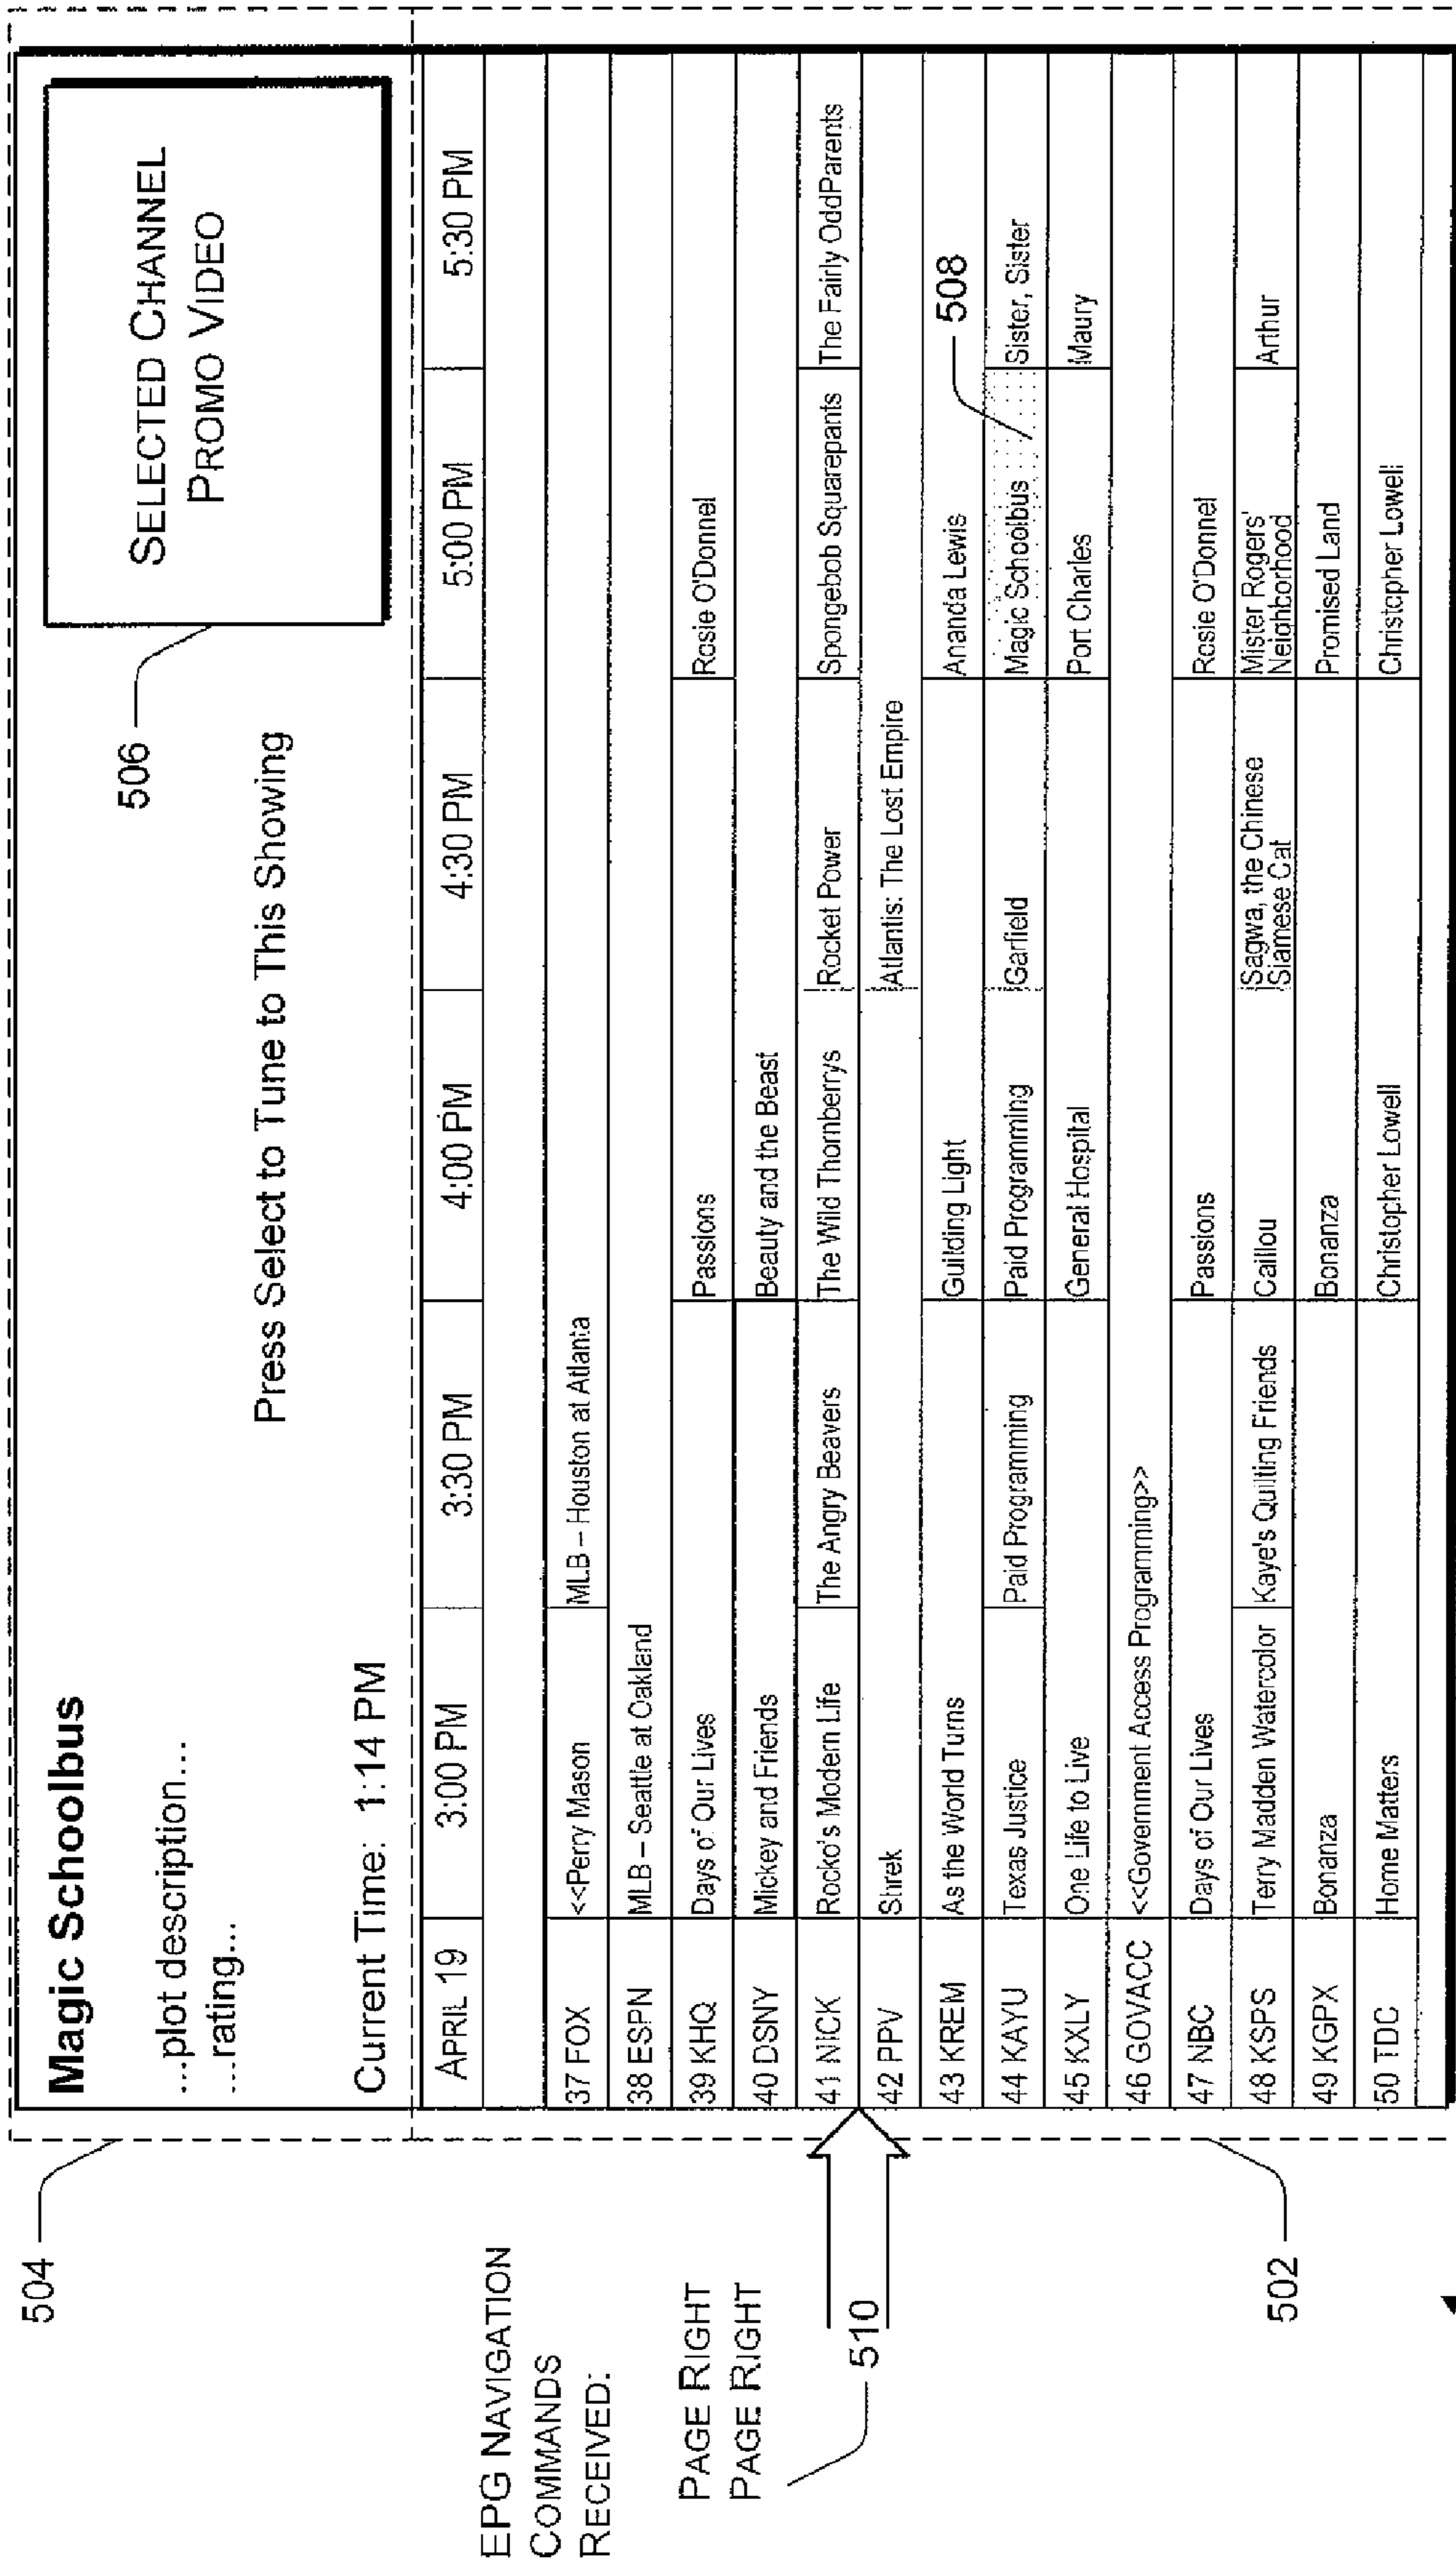 504
Magic Schoolbus
...plot description...
...rating...
Press Select to Tune to This Showing
Current Time: 1:14 PM
506
SELECTED CHANNEL
PROMO VIDEO
EPG NAVIGATION
COMMANDS
RECEIVED:
PAGE RIGHT
PAGE RIGHT
510
502
APRIL 19 3:00 PM 3:30 PM 4:00 PM 4:30 PM 5:00 PM 5:30 PM
37 FOX <<Perry Mason MLB – Houston at Atlanta
38 ESPN MLB – Seattle at Oakland
39 KHQ Days of Our Lives Passions Rosie O'Donnel
40 DSNY Mickey and Friends Beauty and the Beast
41 NICK Rocko's Modern Life The Angry Beavers The Wild Thornberrys Rocket Power Spongebob Squarepants The Fairly OddParents
42 PPV Shrek Atlantis: The Lost Empire
43 KREM As the World Turns Guilding Light Ananda Lewis
508
44 KAYU Texas Justice Paid Programming Paid Programming Garfield Magic Schoolbus Sister, Sister
45 KXLY One Life to Live General Hospital Port Charles Maury
46 GOVACC <<Government Access Programming>>
47 NBC Days of Our Lives Passions Rosie O'Donnel
48 KSPS Terry Madden Watercolor Kaye's Quilting Friends Caillou Sagwa, the Chinese Siamese Cat Mister Rogers' Neighborhood Arthur
49 KGPX Bonanza Bonanza Promised Land
50 TDC Home Matters Christopher Lowell Christopher Lowell